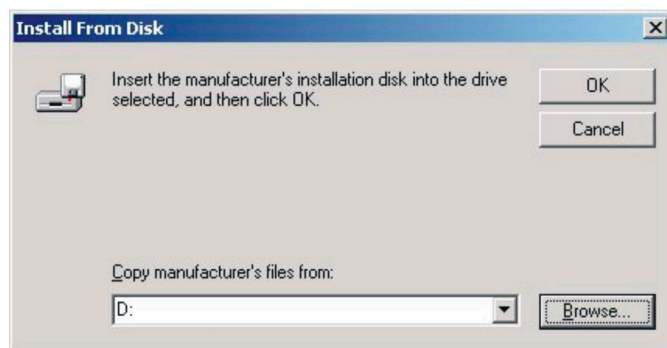 Install From Disk
Insert the manufacturer's installation disk into the drive
selected, and then click OK.
OK
Cancel
Copy manufacturer's files from:
D:
Browse...